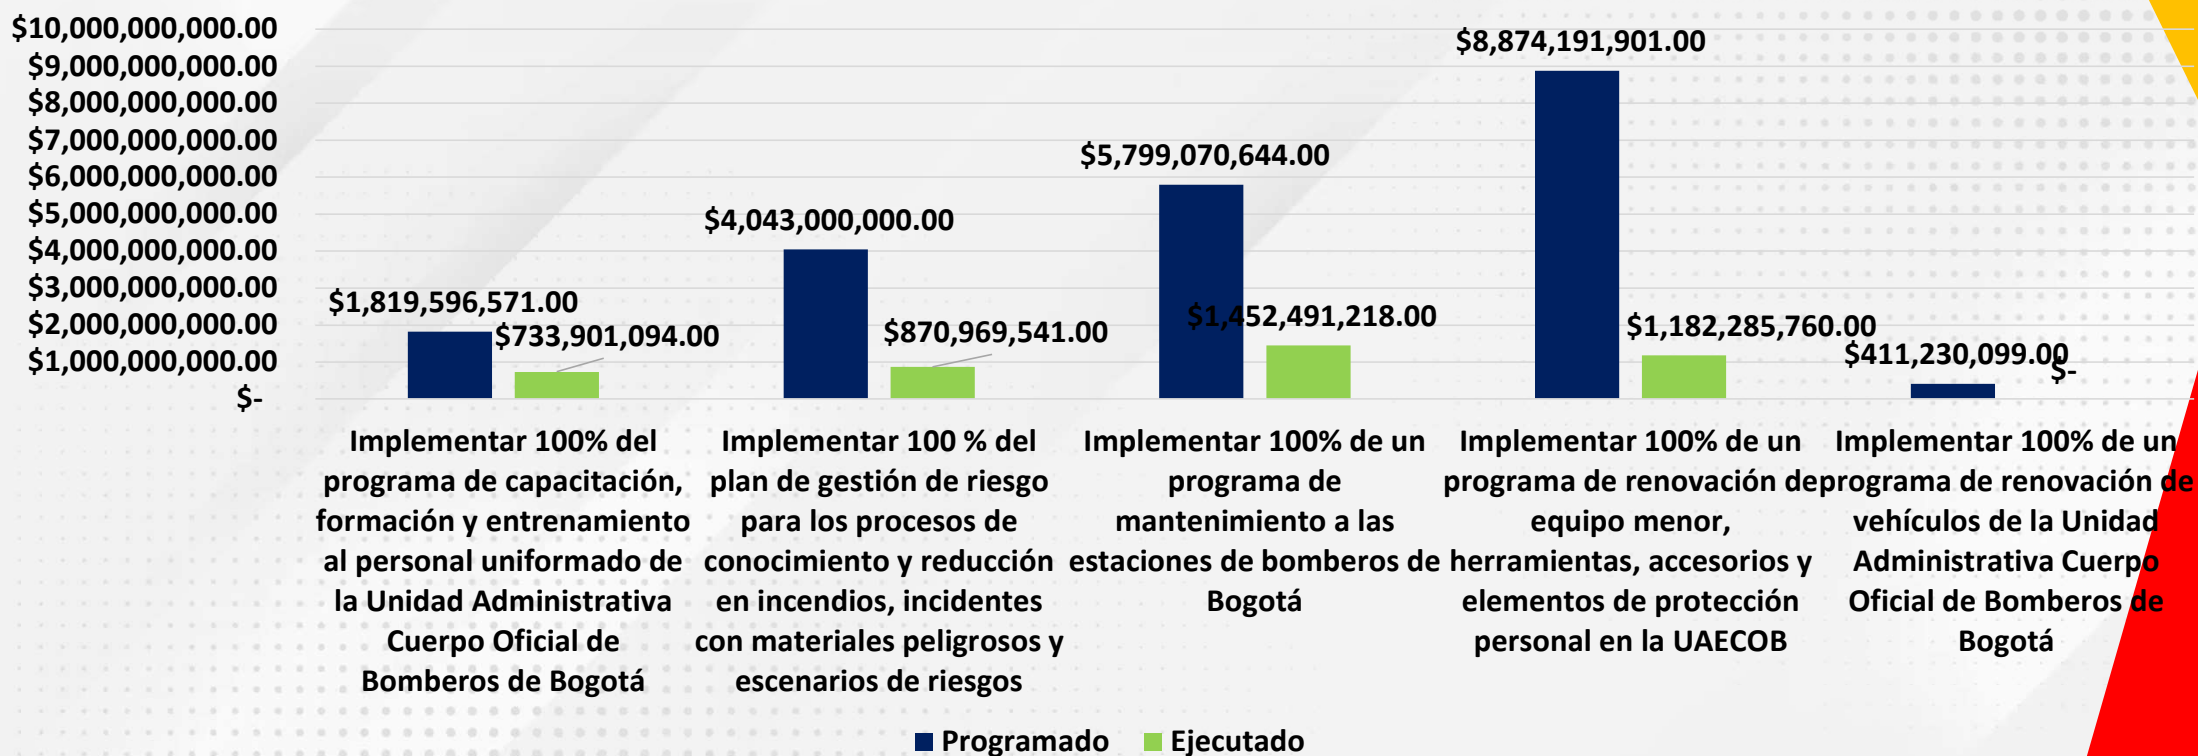 $10,000,000,000.00
$9,000,000,000.00
$8,000,000,000.00
$7,000,000,000.00
$6,000,000,000.00
$5,000,000,000.00
$4,000,000,000.00
$3,000,000,000.00
$2,000,000,000.00
$1,000,000,000.00
$-
$1,819,596,571.00
$733,901,094.00
$4,043,000,000.00
$870,969,541.00
$5,799,070,644.00
$1,452,491,218.00
$8,874,191,901.00
$1,182,285,760.00
$411,230,099.00
$-
Implementar 100% del
programa de capacitación,
formación y entrenamiento
al personal uniformado de
la Unidad Administrativa
Cuerpo Oficial de
Bomberos de Bogotá
Implementar 100 % del
plan de gestión de riesgo
para los procesos de
conocimiento y reducción
en incendios, incidentes
con materiales peligrosos y
escenarios de riesgos
Implementar 100% de un
programa de
mantenimiento a las
estaciones de bomberos de
Bogotá
Implementar 100% de un
programa de renovación de
equipo menor,
herramientas, accesorios y
elementos de protección
personal en la UAECOB
Implementar 100% de un
programa de renovación de
vehículos de la Unidad
Administrativa Cuerpo
Oficial de Bomberos de
Bogotá
Programado
Ejecutado